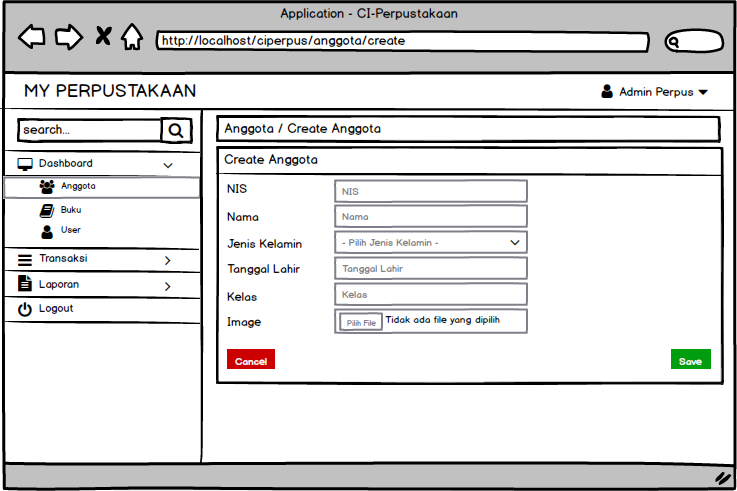 Application - CI-Perpustakaan
http://localhost/ciperpus/anggota/create
MY PERPUSTAKAAN
Admin Perpus
search...
Dashboard
Anggota
Buku
User
Transaksi
Laporan
Logout
Anggota / Create Anggota
Create Anggota
NIS NIS
Nama Nama
Jenis Kelamin - Pilih Jenis Kelamin -
Tanggal Lahir Tanggal Lahir
Kelas Kelas
Image Pilih File Tidak ada file yang dipilih
Cancel Save